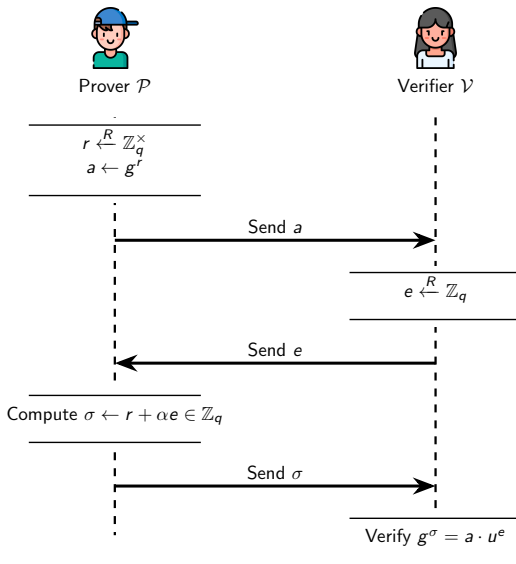 Prover 𝒫
Verifier 𝒱
r ←ᴿ ℤ_q^×
a ← g^r
Send a
e ←ᴿ ℤ_q
Send e
Compute σ ← r + αe ∈ ℤ_q
Send σ
Verify g^σ = a · u^e